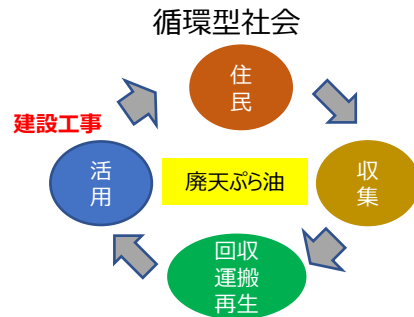 循環型社会
住
民
建設工事
活
用
廃天ぷら油
収
集
回収
運搬
再生